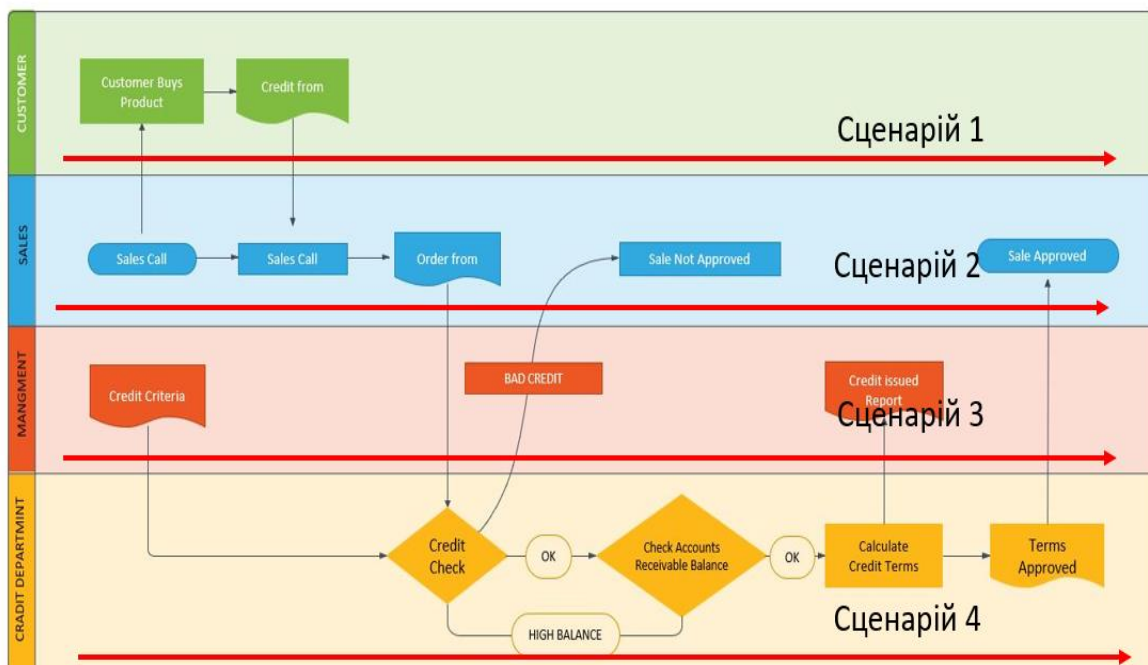 CUSTOMER
Customer Buys
Product
Credit from
Сценарій 1
SALES
Sales Call
Sales Call
Order from
Sale Not Approved
Сценарій 2
Sale Approved
MANGMENT
Credit Criteria
BAD CREDIT
Credit issued
Report
Сценарій 3
CRADIT DEPARTMINT
Credit
Check
OK
Check Accounts
Receivable Balance
OK
Calculate
Credit Terms
Terms
Approved
HIGH BALANCE
Сценарій 4